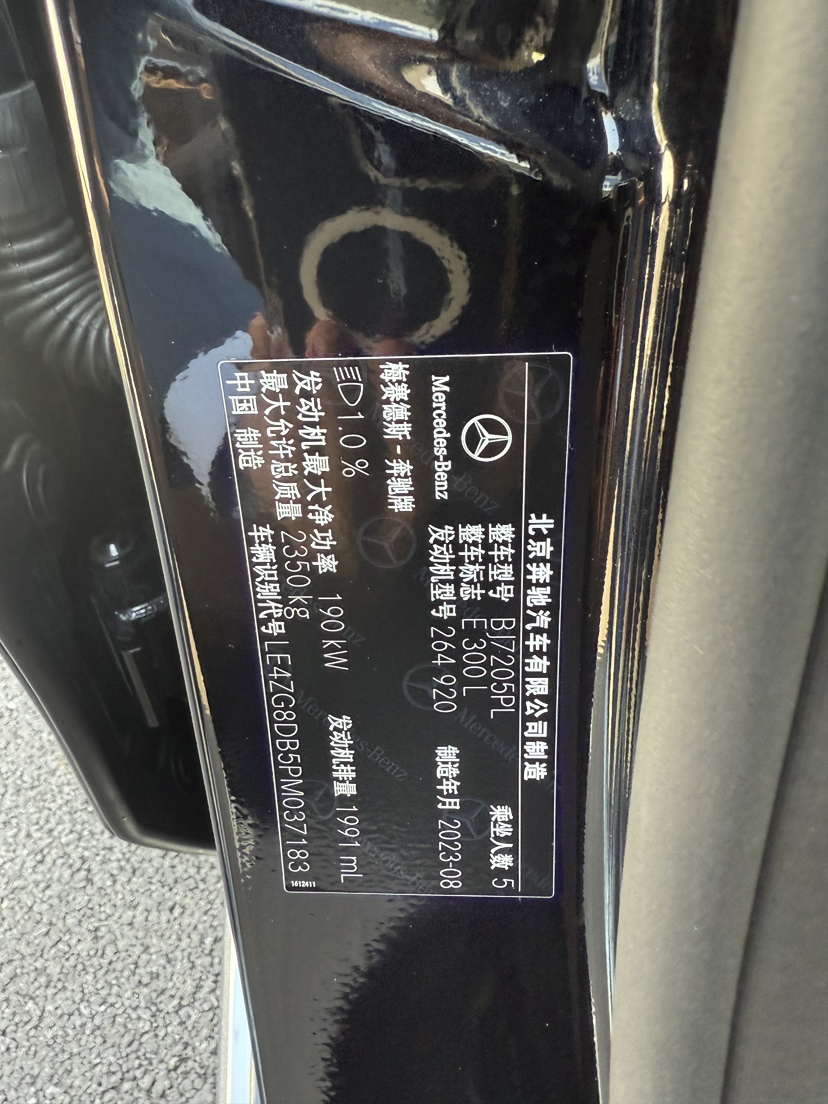 北京奔驰汽车有限公司制造
Mercedes-Benz
梅赛德斯-奔驰牌
整车型号 BJ7205PL 乘坐人数 5
整车标志 E 300 L
发动机型号 264 920 制造年月 2023-08
1.0 %
发动机最大净功率 190 kW 发动机排量 1991 mL
最大允许总质量 2350 kg
中国 制造 车辆识别代号 LE4ZG8DB5PM037183
1612411